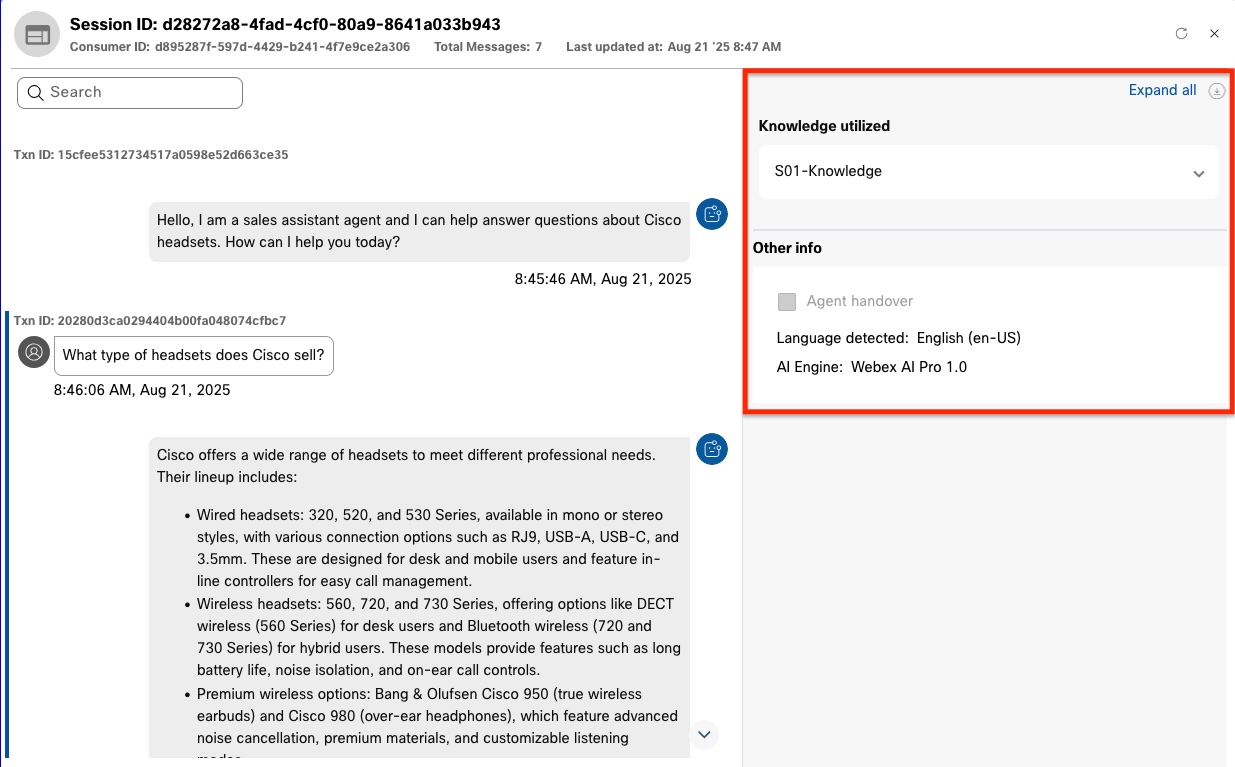 Session ID: d28272a8-4fad-4cf0-80a9-8641a033b943
Consumer ID: d895287f-597d-4429-b241-4f7e9ce2a306 Total Messages: 7 Last updated at: Aug 21 '25 8:47 AM
Search
Txn ID: 15cfee5312734517a0598e52d663ce35
Hello, I am a sales assistant agent and I can help answer questions about Cisco
headsets. How can I help you today?
8:45:46 AM, Aug 21, 2025
Txn ID: 20280d3ca0294404b00fa048074cfbc7
What type of headsets does Cisco sell?
8:46:06 AM, Aug 21, 2025
Cisco offers a wide range of headsets to meet different professional needs.
Their lineup includes:
• Wired headsets: 320, 520, and 530 Series, available in mono or stereo
styles, with various connection options such as RJ9, USB-A, USB-C, and
3.5mm. These are designed for desk and mobile users and feature in-
line controllers for easy call management.
• Wireless headsets: 560, 720, and 730 Series, offering options like DECT
wireless (560 Series) for desk users and Bluetooth wireless (720 and
730 Series) for hybrid users. These models provide features such as long
battery life, noise isolation, and on-ear call controls.
• Premium wireless options: Bang & Olufsen Cisco 950 (true wireless
earbuds) and Cisco 980 (over-ear headphones), which feature advanced
noise cancellation, premium materials, and customizable listening
Expand all
Knowledge utilized
S01-Knowledge
Other info
Agent handover
Language detected: English (en-US)
AI Engine: Webex AI Pro 1.0